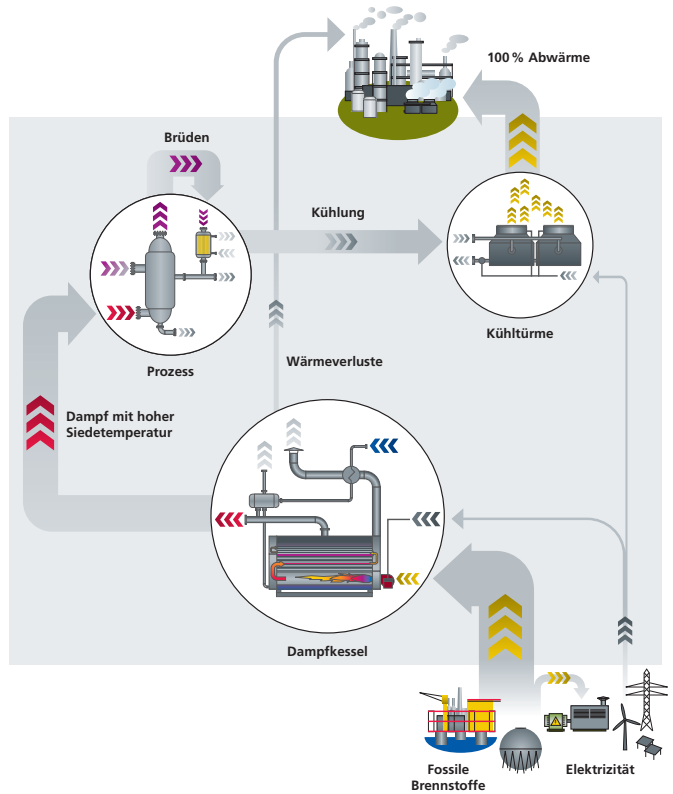 100 % Abwärme
Brüden
Kühlung
Kühltürme
Prozess
Wärmeverluste
Dampf mit hoher
Siedetemperatur
Dampfkessel
Fossile
Brennstoffe
Elektrizität